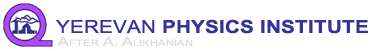 YEREVAN PHYSICS INSTITUTE
AFTER A. ALIKHANIAN